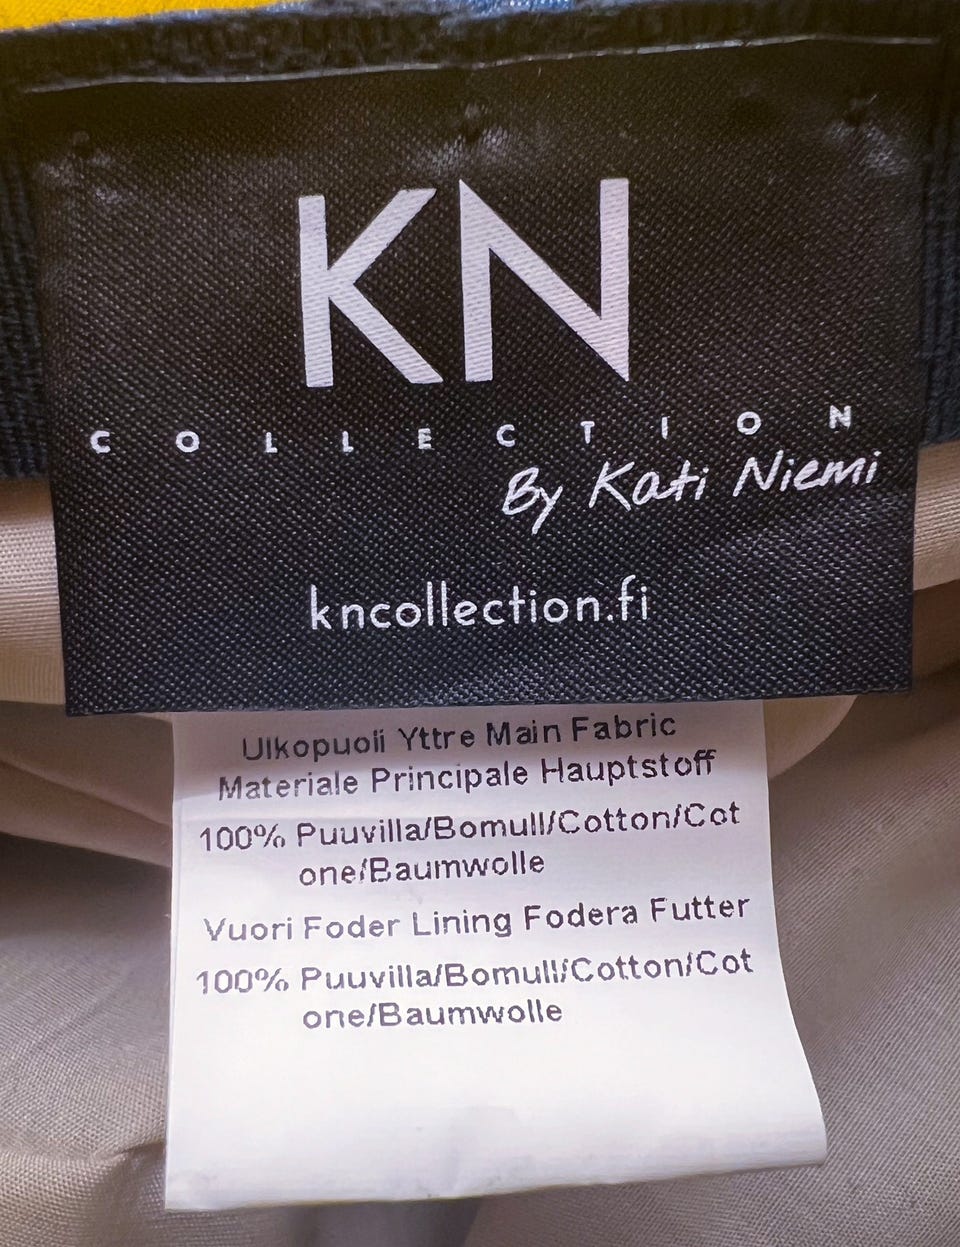 KN
COLLECTION
By Kati Niemi
kncollection.fi
Ulkopuoli Yttre Main Fabric
Materiale Principale Hauptstoff
100% Puuvilla/Bomull/Cotton/Cot
one/Baumwolle
Vuori Foder Lining Fodera Futter
100% Puuvilla/Bomull/Cotton/Cot
one/Baumwolle